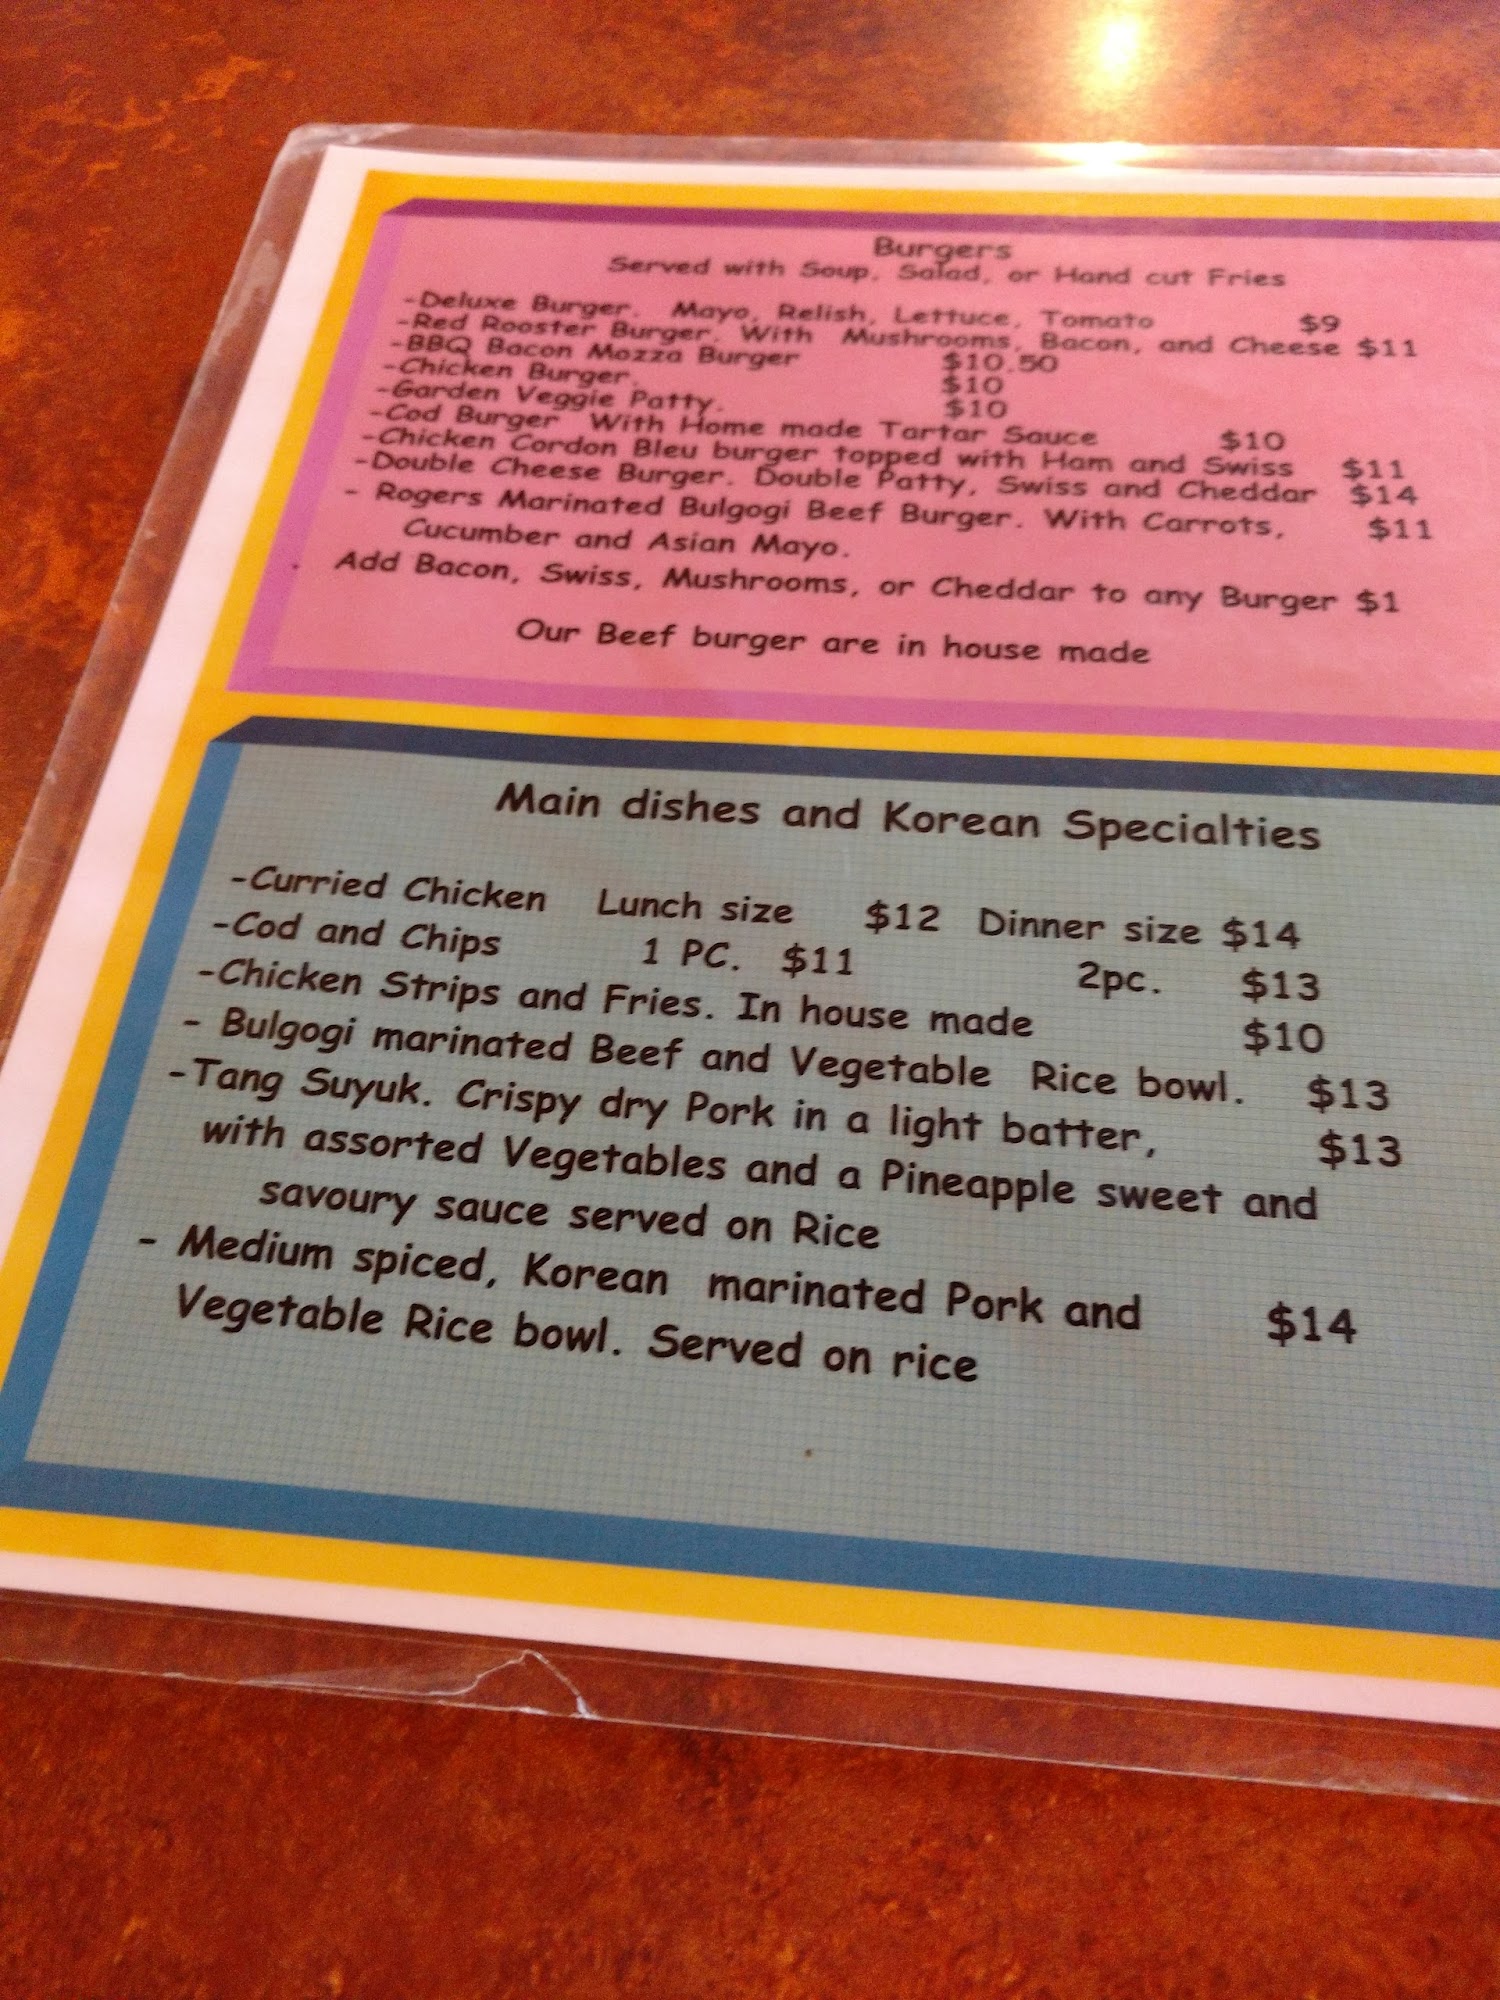 Burgers
Served with Soup, Salad, or Hand cut Fries
-Deluxe Burger. Mayo, Relish, Lettuce, Tomato $9
-Red Rooster Burger. With Mushrooms, Bacon, and Cheese $11
-BBQ Bacon Mozza Burger $10.50
-Chicken Burger. $10
-Garden Veggie Patty. $10
-Cod Burger With Home made Tartar Sauce $10
-Chicken Cordon Bleu burger topped with Ham and Swiss $11
-Double Cheese Burger. Double Patty, Swiss and Cheddar $14
- Rogers Marinated Bulgogi Beef Burger. With Carrots, $11
Cucumber and Asian Mayo.
Add Bacon, Swiss, Mushrooms, or Cheddar to any Burger $1
Our Beef burger are in house made
Main dishes and Korean Specialties
-Curried Chicken Lunch size $12 Dinner size $14
-Cod and Chips 1 PC. $11 2pc. $13
-Chicken Strips and Fries. In house made $10
- Bulgogi marinated Beef and Vegetable Rice bowl. $13
-Tang Suyuk. Crispy dry Pork in a light batter, $13
with assorted Vegetables and a Pineapple sweet and
savoury sauce served on Rice
- Medium spiced, Korean marinated Pork and $14
Vegetable Rice bowl. Served on rice